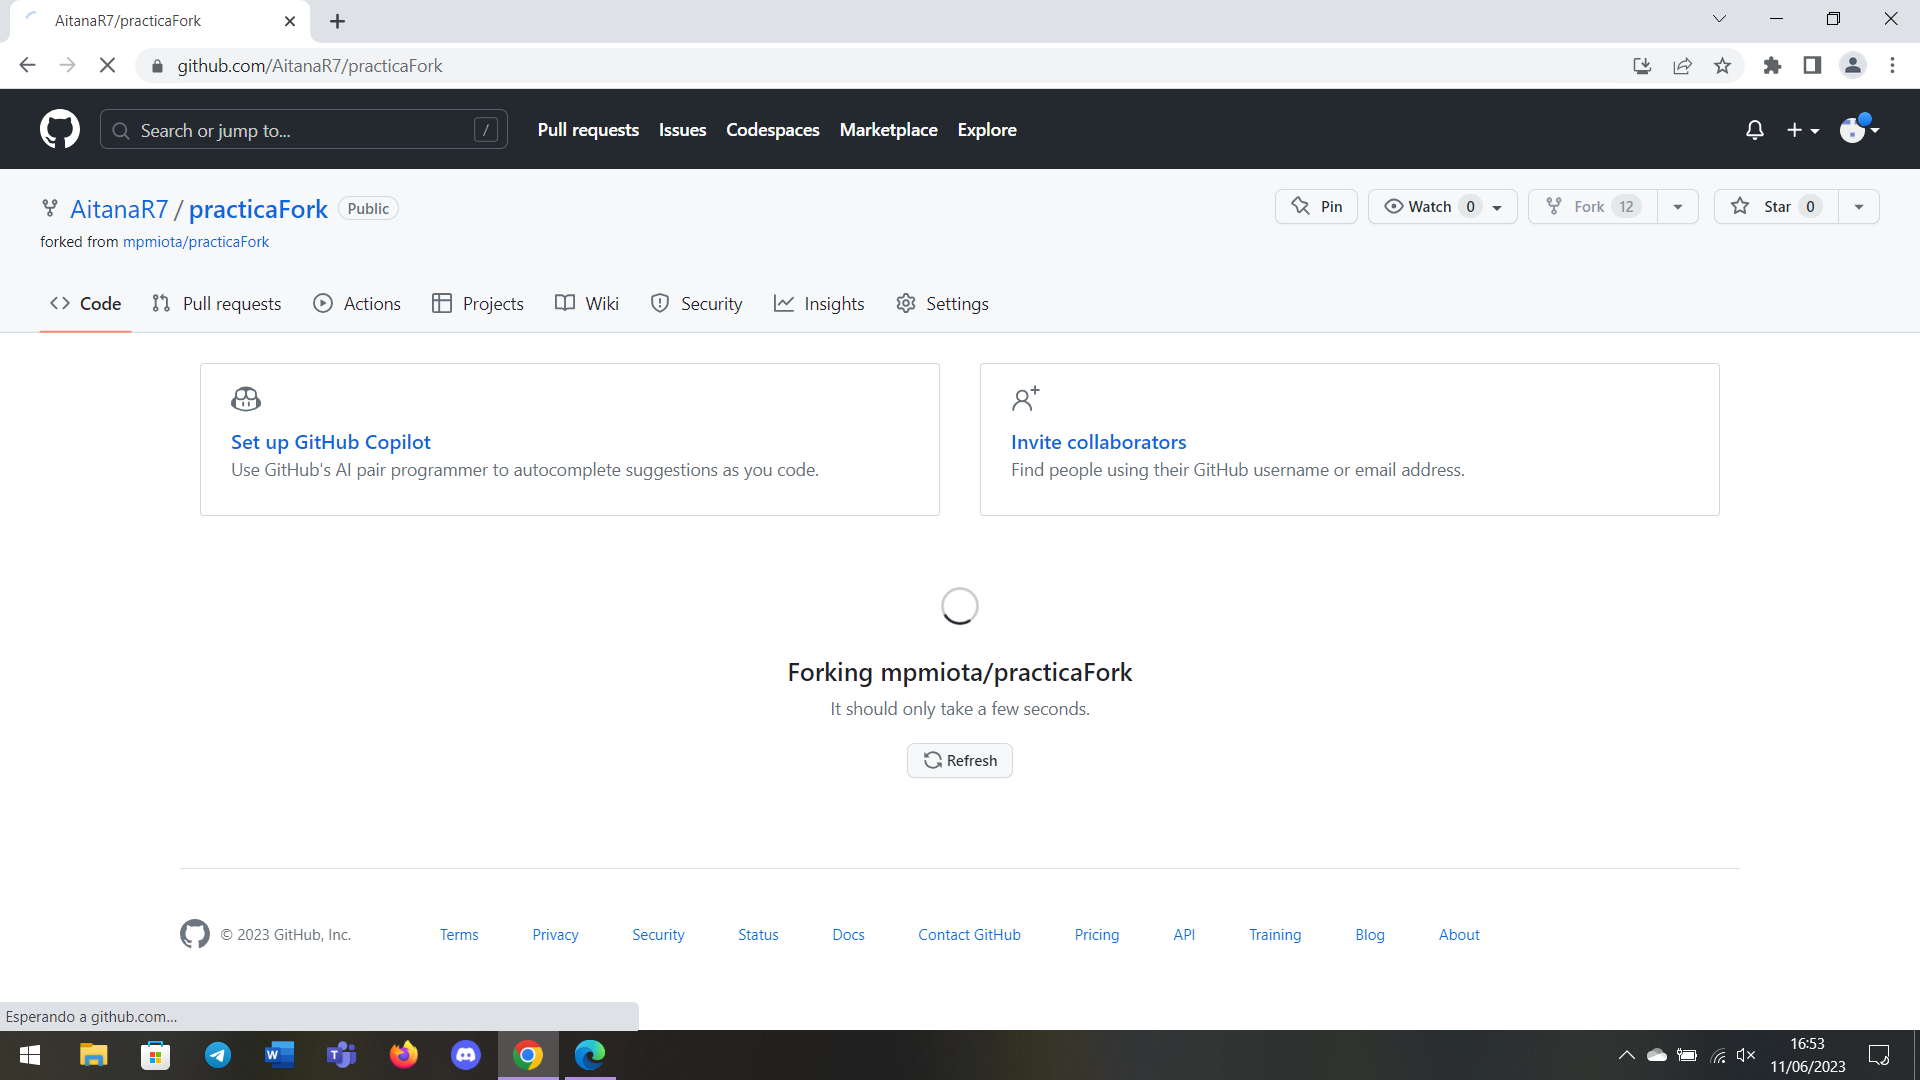 AitanaR7/practicaFork
github.com/AitanaR7/practicaFork
Search or jump to... / Pull requests Issues Codespaces Marketplace Explore
AitanaR7 / practicaFork Public Pin Watch 0 Fork 12 Star 0
forked from mpmiota/practicaFork
Code Pull requests Actions Projects Wiki Security Insights Settings
Set up GitHub Copilot
Use GitHub's AI pair programmer to autocomplete suggestions as you code.
Invite collaborators
Find people using their GitHub username or email address.
Forking mpmiota/practicaFork
It should only take a few seconds.
Refresh
© 2023 GitHub, Inc. Terms Privacy Security Status Docs Contact GitHub Pricing API Training Blog About
Esperando a github.com...
16:53
11/06/2023